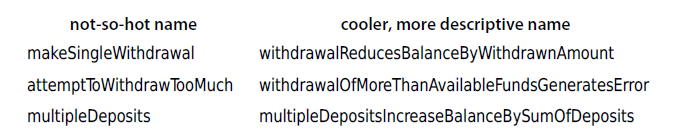 not-so-hot name cooler, more descriptive name
makeSingleWithdrawal withdrawalReducesBalanceByWithdrawnAmount
attemptToWithdrawTooMuch withdrawalOfMoreThanAvailableFundsGeneratesError
multipleDeposits multipleDepositsIncreaseBalanceBySumOfDeposits